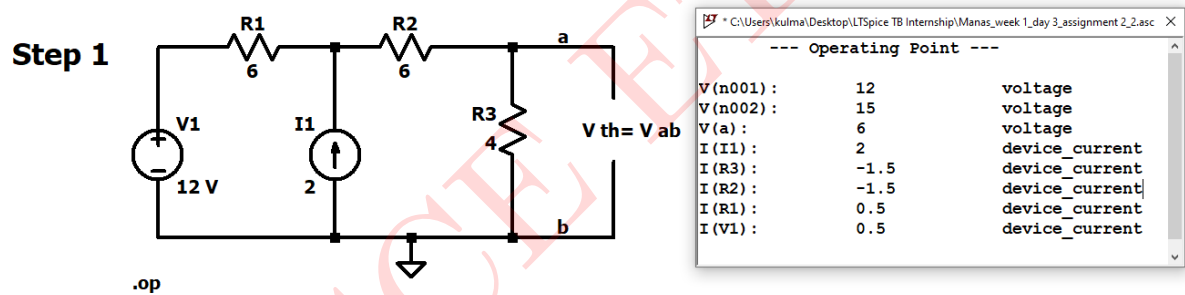 Step 1
R1
6
R2
6
a
V1
12 V
I1
2
R3
4
V th= V ab
b
.op
* C:\Users\kulma\Desktop\LTSpice TB Internship\Manas_week 1_day 3_assignment 2_2.asc
--- Operating Point ---
V(n001): 12 voltage
V(n002): 15 voltage
V(a): 6 voltage
I(I1): 2 device_current
I(R3): -1.5 device_current
I(R2): -1.5 device_current
I(R1): 0.5 device_current
I(V1): 0.5 device_current